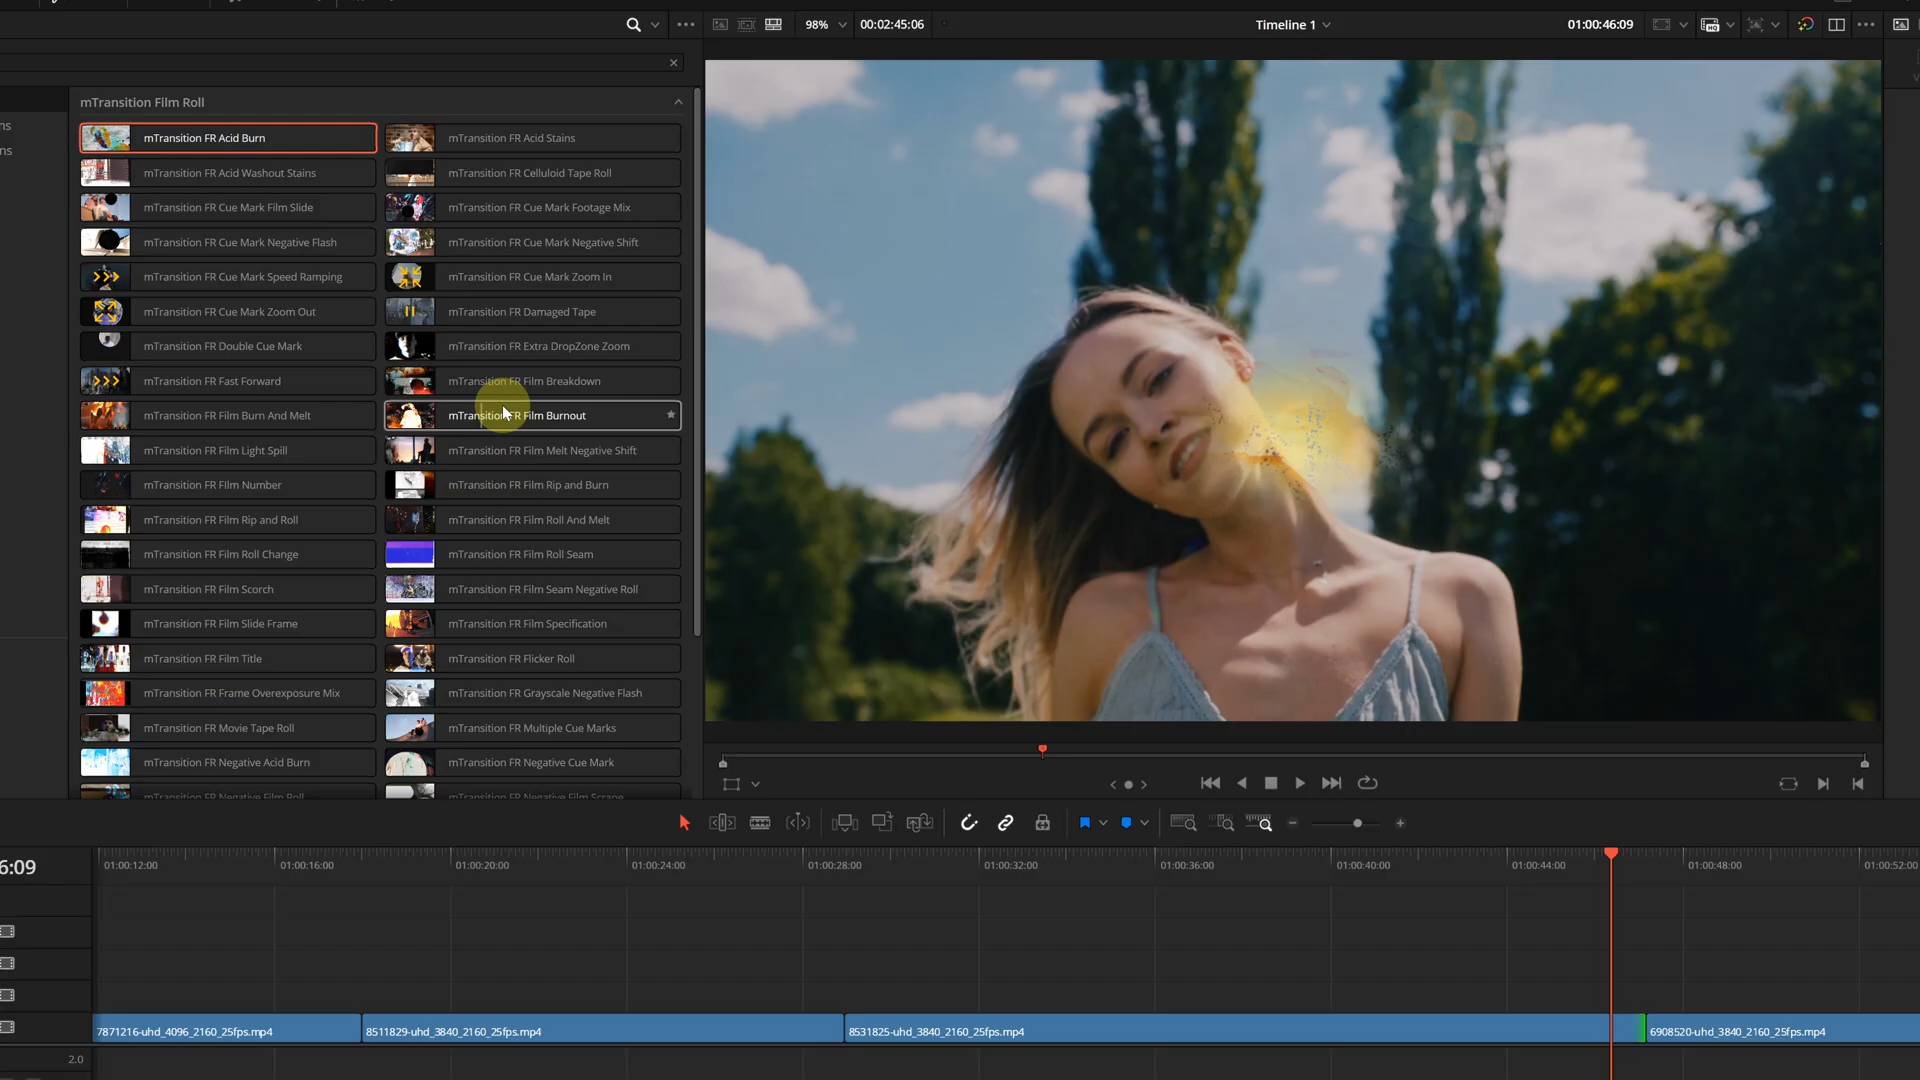 98%
00:02:45:06
Timeline 1
01:00:46:09
mTransition Film Roll
ns
ns
mTransition FR Acid Burn
mTransition FR Acid Stains
mTransition FR Acid Washout Stains
mTransition FR Celluloid Tape Roll
mTransition FR Cue Mark Film Slide
mTransition FR Cue Mark Footage Mix
mTransition FR Cue Mark Negative Flash
mTransition FR Cue Mark Negative Shift
mTransition FR Cue Mark Speed Ramping
mTransition FR Cue Mark Zoom In
mTransition FR Cue Mark Zoom Out
mTransition FR Damaged Tape
mTransition FR Double Cue Mark
mTransition FR Extra DropZone Zoom
mTransition FR Fast Forward
mTransition FR Film Breakdown
mTransition FR Film Burn And Melt
mTransition FR Film Burnout
mTransition FR Film Light Spill
mTransition FR Film Melt Negative Shift
mTransition FR FIlm Number
mTransition FR Film Rip and Burn
mTransition FR Film Rip and Roll
mTransition FR Film Roll And Melt
mTransition FR Film Roll Change
mTransition FR Film Roll Seam
mTransition FR Film Scorch
mTransition FR Film Seam Negative Roll
mTransition FR Film Slide Frame
mTransition FR Film Specification
mTransition FR Film Title
mTransition FR Flicker Roll
mTransition FR Frame Overexposure Mix
mTransition FR Grayscale Negative Flash
mTransition FR Movie Tape Roll
mTransition FR Multiple Cue Marks
mTransition FR Negative Acid Burn
mTransition FR Negative Cue Mark
mTransition FR Negative Film Roll
mTransition FR Negative Film Scrape
6:09
01:00:12:00
01:00:16:00
01:00:20:00
01:00:24:00
01:00:28:00
01:00:32:00
01:00:36:00
01:00:40:00
01:00:44:00
01:00:48:00
01:00:52:00
7871216-uhd_4096_2160_25fps.mp4
8511829-uhd_3840_2160_25fps.mp4
8531825-uhd_3840_2160_25fps.mp4
6908520-uhd_3840_2160_25fps.mp4
2.0